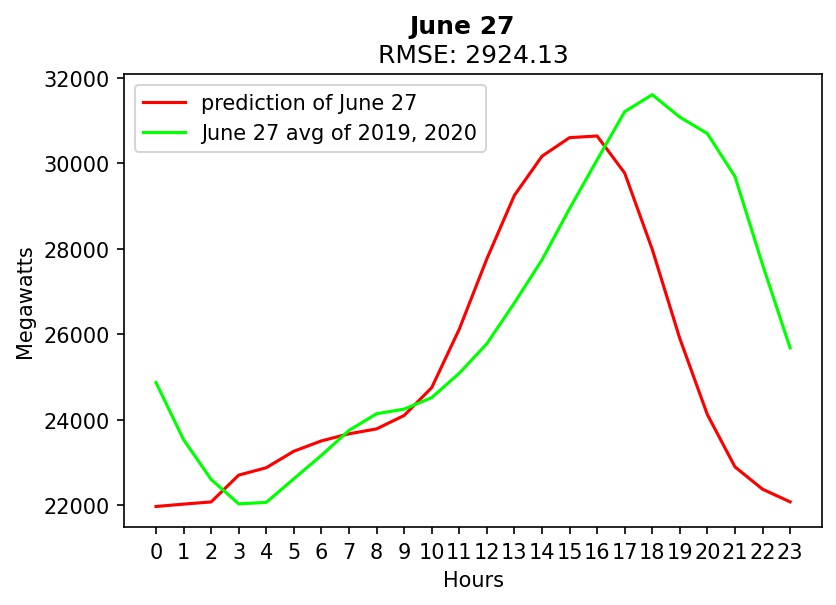 June 27
RMSE: 2924.13
prediction of June 27
June 27 avg of 2019, 2020
32000
30000
28000
26000
24000
22000
Megawatts
0 1 2 3 4 5 6 7 8 9 10 11 12 13 14 15 16 17 18 19 20 21 22 23
Hours